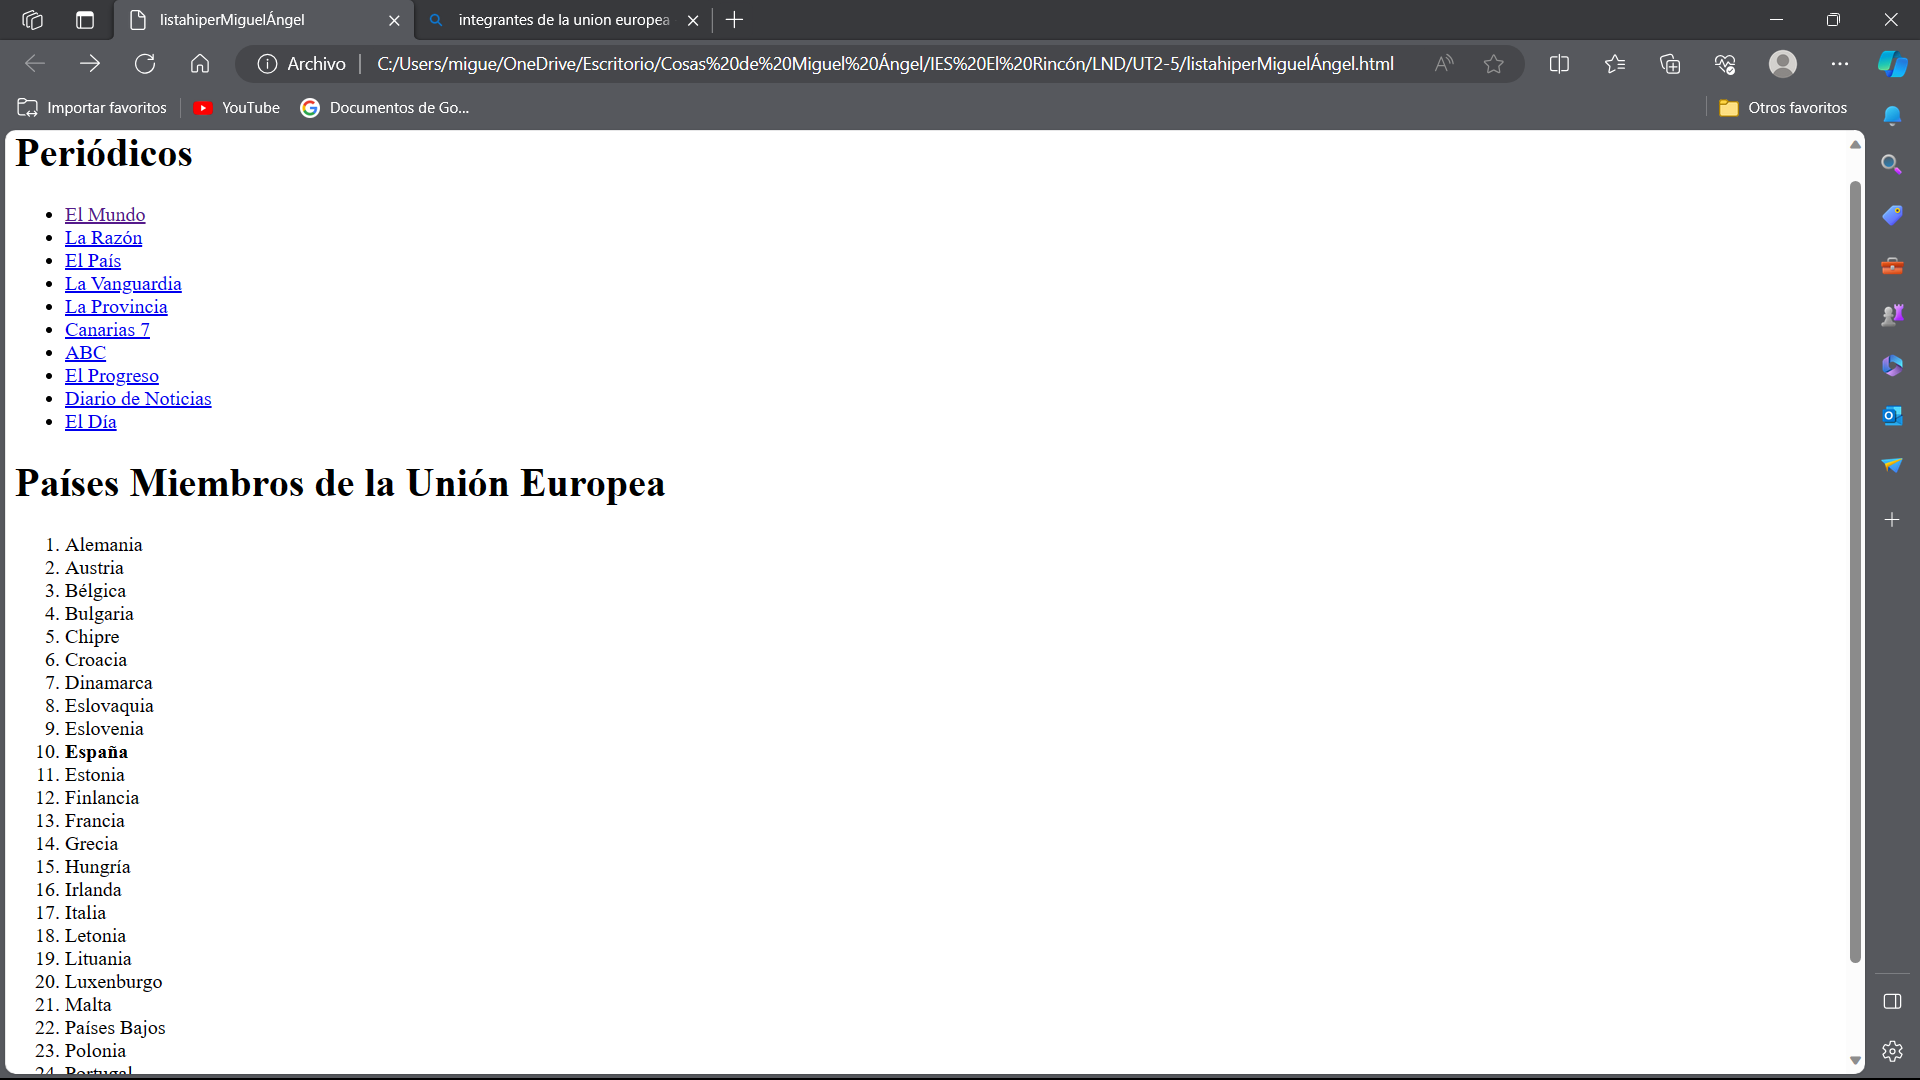 listahiperMiguelÁngel
integrantes de la union europea
Archivo
C:/Users/migue/OneDrive/Escritorio/Cosas%20de%20Miguel%20Ángel/IES%20El%20Rincón/LND/UT2-5/listahiperMiguelÁngel.html
Importar favoritos
YouTube
Documentos de Go...
Otros favoritos
Periódicos
El Mundo
La Razón
El País
La Vanguardia
La Provincia
Canarias 7
ABC
El Progreso
Diario de Noticias
El Día
Países Miembros de la Unión Europea
1. Alemania
2. Austria
3. Bélgica
4. Bulgaria
5. Chipre
6. Croacia
7. Dinamarca
8. Eslovaquia
9. Eslovenia
10. España
11. Estonia
12. Finlancia
13. Francia
14. Grecia
15. Hungría
16. Irlanda
17. Italia
18. Letonia
19. Lituania
20. Luxenburgo
21. Malta
22. Países Bajos
23. Polonia
24. Portugal